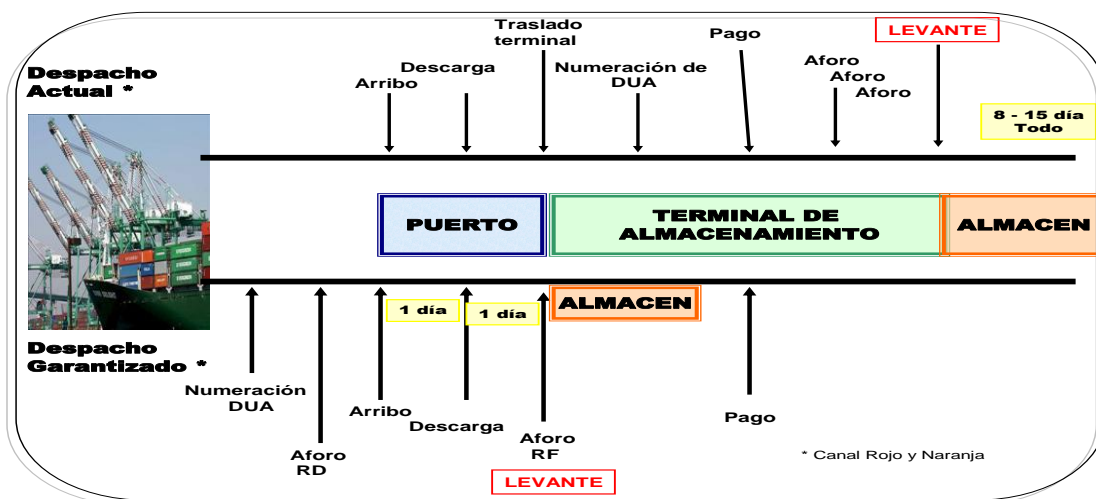 Despacho
Actual *
Arribo
Descarga
Traslado
terminal
Numeración de
DUA
Pago
Aforo
Aforo
Aforo
LEVANTE
8 - 15 día
Todo
PUERTO
TERMINAL DE
ALMACENAMIENTO
ALMACEN
1 día
1 día
ALMACEN
Despacho
Garantizado *
Numeración
DUA
Aforo
RD
Arribo
Descarga
Aforo
RF
LEVANTE
Pago
* Canal Rojo y Naranja